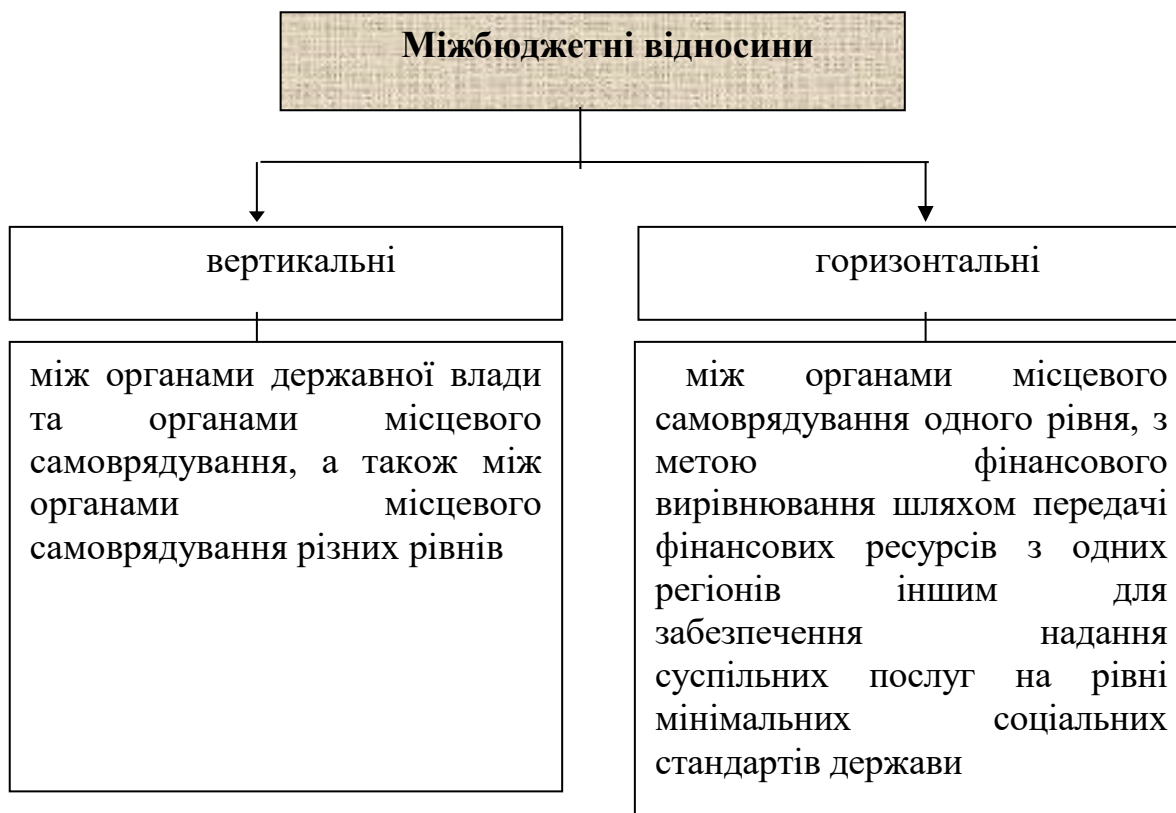 Міжбюджетні відносини
вертикальні
горизонтальні
між органами державної влади
та органами місцевого
самоврядування, а також між
органами місцевого
самоврядування різних рівнів
між органами місцевого
самоврядування одного рівня, з
метою фінансового
вирівнювання шляхом передачі
фінансових ресурсів з одних
регіонів іншим для
забезпечення надання
суспільних послуг на рівні
мінімальних соціальних
стандартів держави